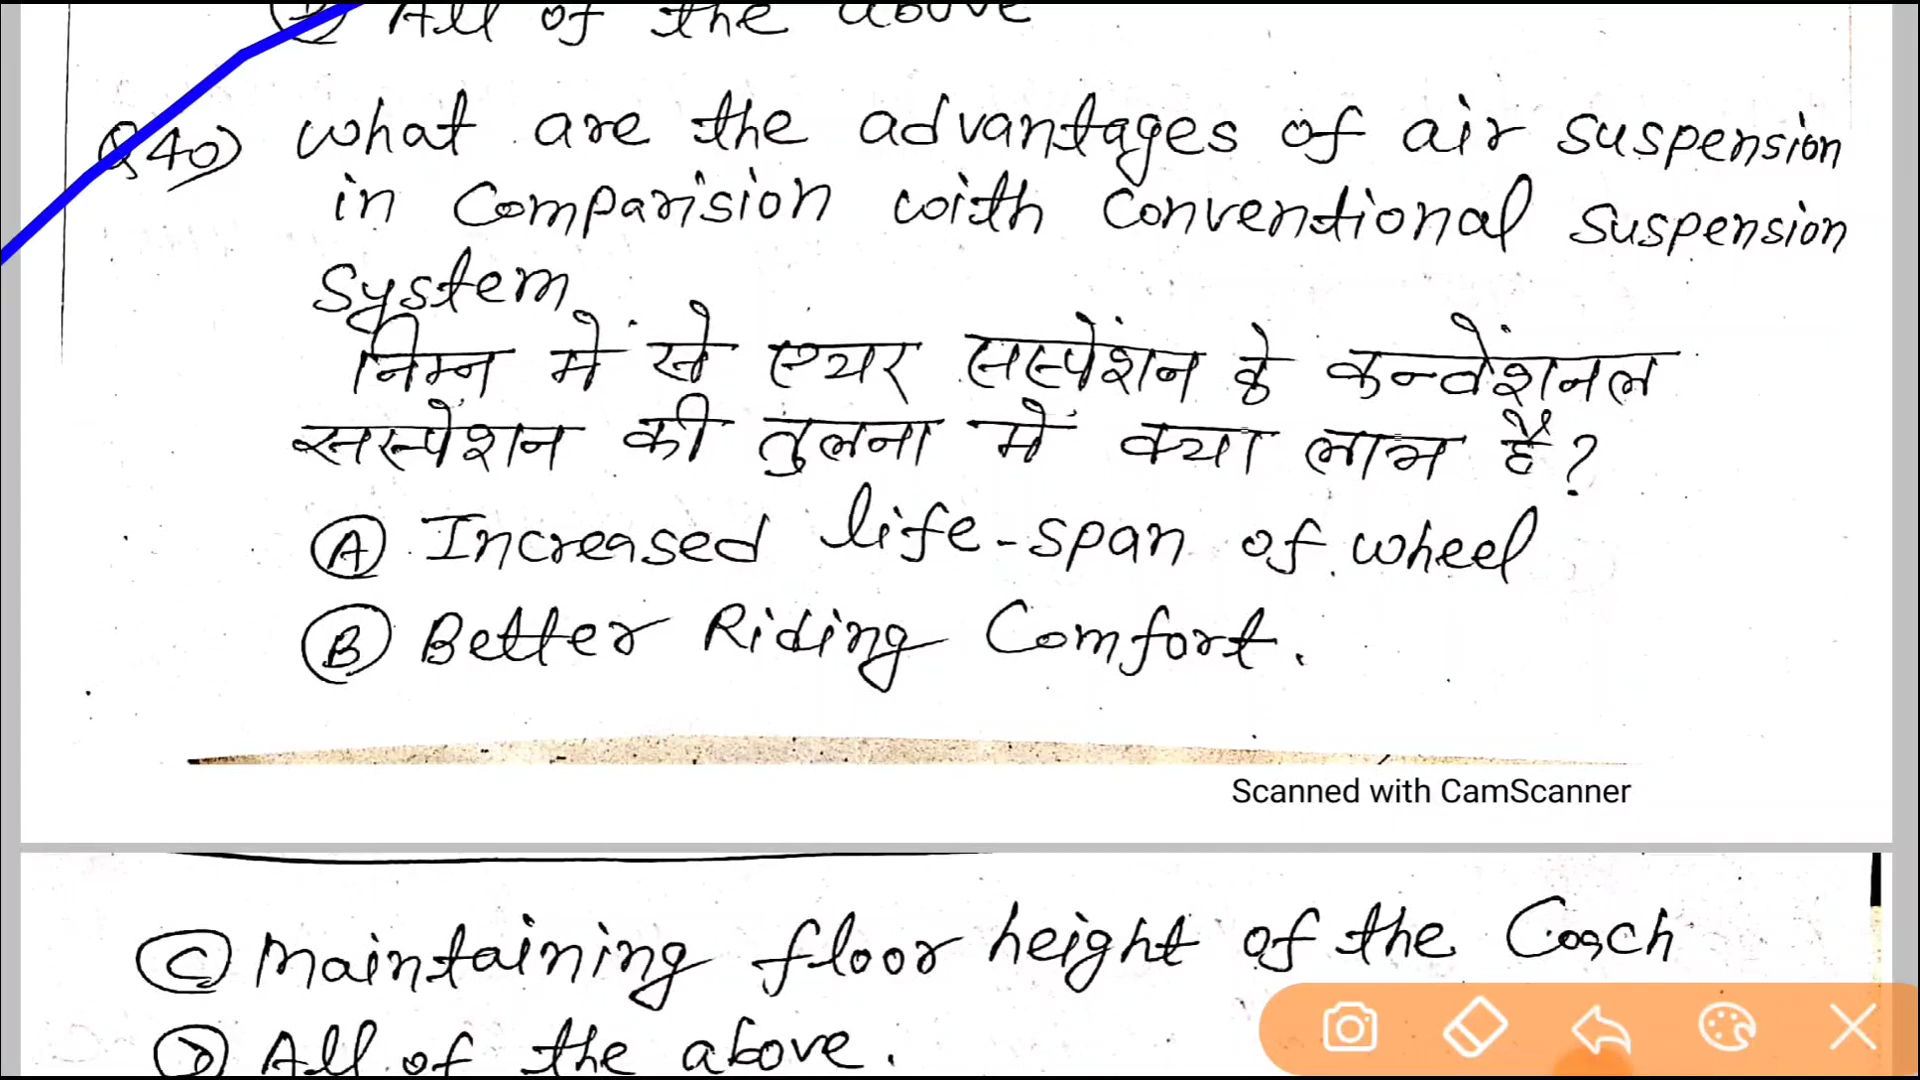 D All of the above
Q40) What are the advantages of air suspension
in Comparision with Conventional Suspension
System
निम्न में से एयर सस्पेंशन के कन्वेंशनल
सस्पेंशन की तुलना में क्या लाभ है?
A Increased life-span of wheel
B Better Riding Comfort.
Scanned with CamScanner
C Maintaining floor height of the Coach
D All of the above.